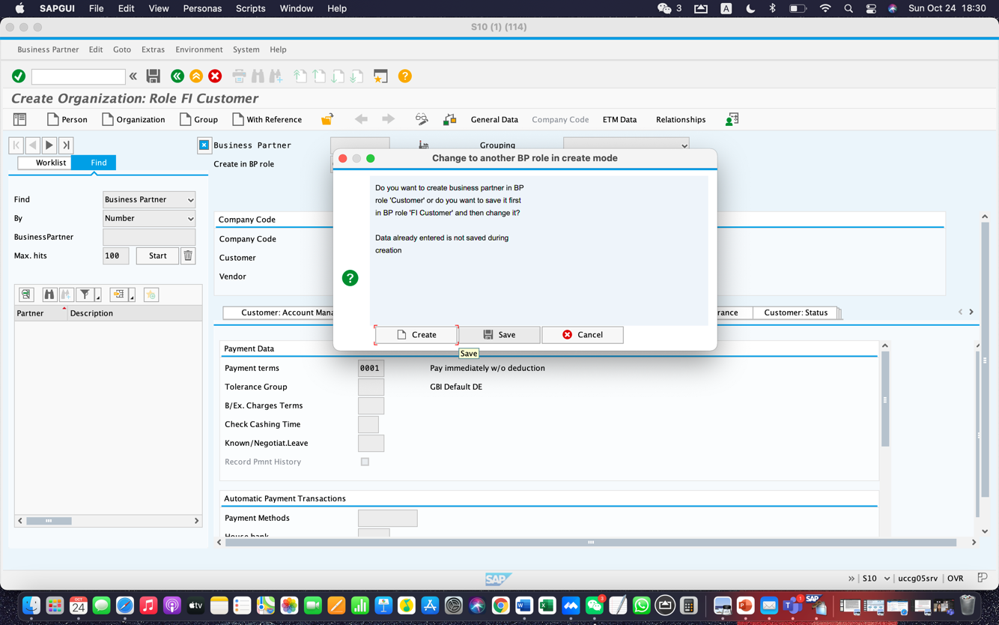 SAPGUI File Edit View Personas Scripts Window Help 3 A Sun Oct 24 18:30
S10 (1) (114)
Business Partner Edit Goto Extras Environment System Help
Create Organization: Role FI Customer
Person Organization Group With Reference General Data Company Code ETM Data Relationships
Business Partner Grouping
Worklist Find
Create in BP role
Change to another BP role in create mode
Do you want to create business partner in BP
role 'Customer' or do you want to save it first
in BP role 'FI Customer' and then change it?
Data already entered is not saved during
creation
Create Save Cancel
Save
Find Business Partner
By Number
BusinessPartner
Max. hits 100 Start
Partner Description
Company Code
Company Code
Customer
Vendor
Customer: Account Mana
rance Customer: Status
Payment Data
Payment terms 0001 Pay immediately w/o deduction
Tolerance Group GBI Default DE
B/Ex. Charges Terms
Check Cashing Time
Known/Negotiat.Leave
Record Pmnt History
Automatic Payment Transactions
Payment Methods
House bank
SAP
S10 uccg05srv OVR
OCT
24
tv
3
1
SAP